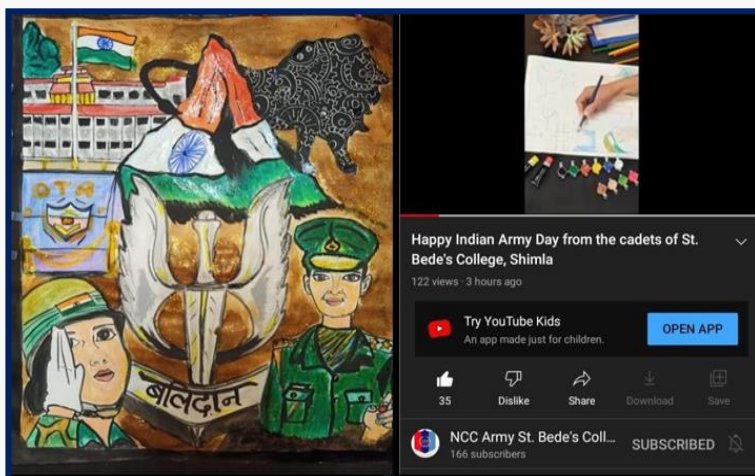 OTA
बलिदान
Happy Indian Army Day from the cadets of St.
Bede's College, Shimla
122 views · 3 hours ago
Try YouTube Kids
An app made just for children.
OPEN APP
35
Dislike
Share
Download
Save
NCC Army St. Bede's Coll...
166 subscribers
SUBSCRIBED